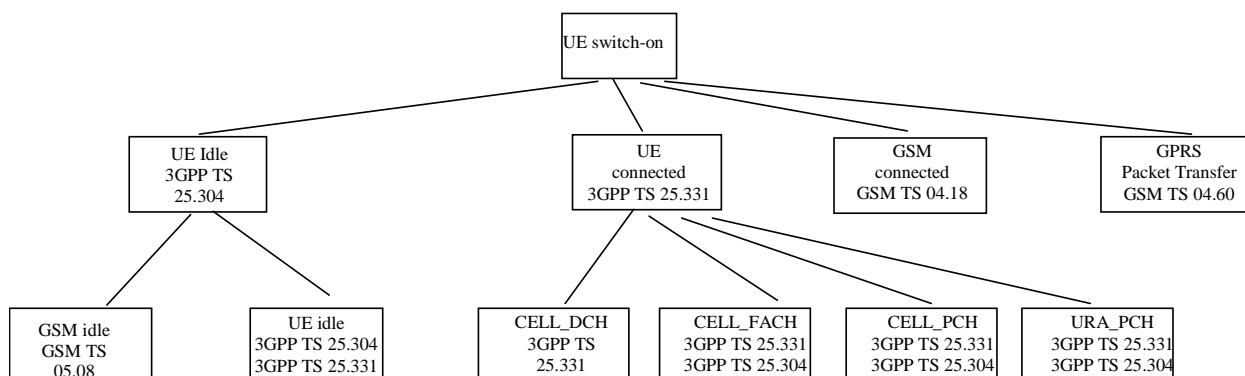 UE switch-on
UE Idle
3GPP TS
25.304
UE
connected
3GPP TS 25.331
GSM
connected
GSM TS 04.18
GPRS
Packet Transfer
GSM TS 04.60
GSM idle
GSM TS
05.08
UE idle
3GPP TS 25.304
3GPP TS 25.331
CELL_DCH
3GPP TS
25.331
CELL_FACH
3GPP TS 25.331
3GPP TS 25.304
CELL_PCH
3GPP TS 25.331
3GPP TS 25.304
URA_PCH
3GPP TS 25.331
3GPP TS 25.304